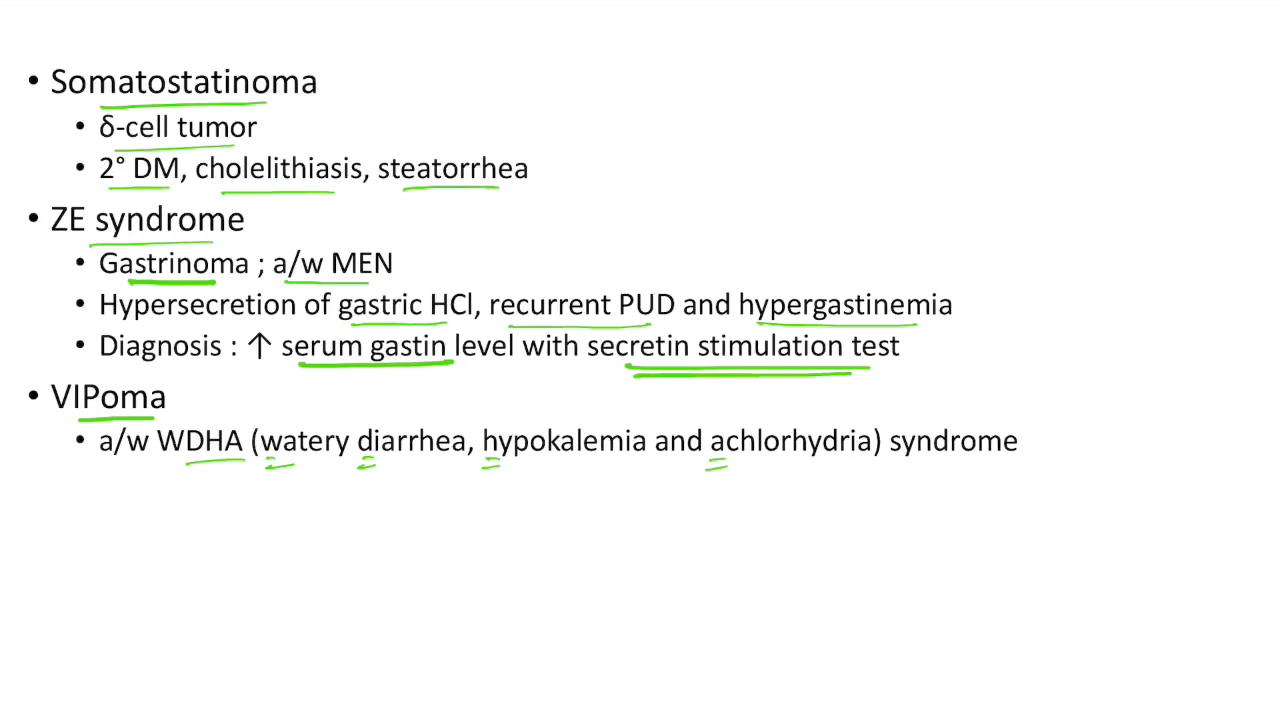 • Somatostatinoma
• δ-cell tumor
• 2° DM, cholelithiasis, steatorrhea
• ZE syndrome
• Gastrinoma ; a/w MEN
• Hypersecretion of gastric HCl, recurrent PUD and hypergastinemia
• Diagnosis : ↑ serum gastin level with secretin stimulation test
• VIPoma
• a/w WDHA (watery diarrhea, hypokalemia and achlorhydria) syndrome